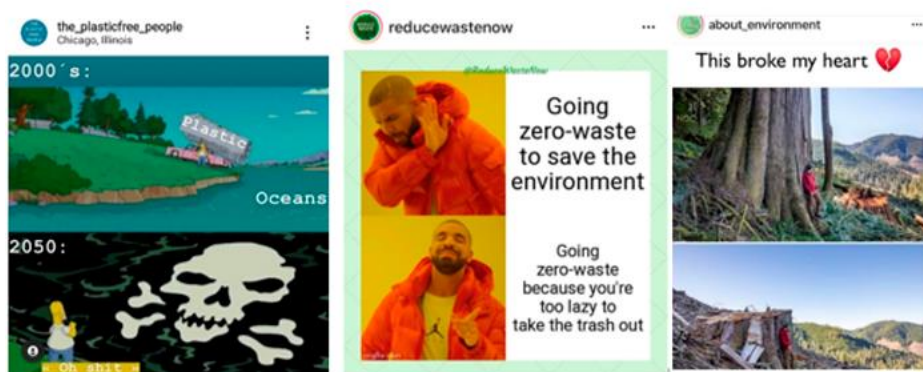 the_plasticfree_people
Chicago, Illinois
2000´s:
Plastic
Oceans
2050:
« Oh shit »
reducewastenow
@ReduceWasteNow
Going
zero-waste
to save the
environment
Going
zero-waste
because you're
too lazy to
take the trash out
about_environment
This broke my heart 💔